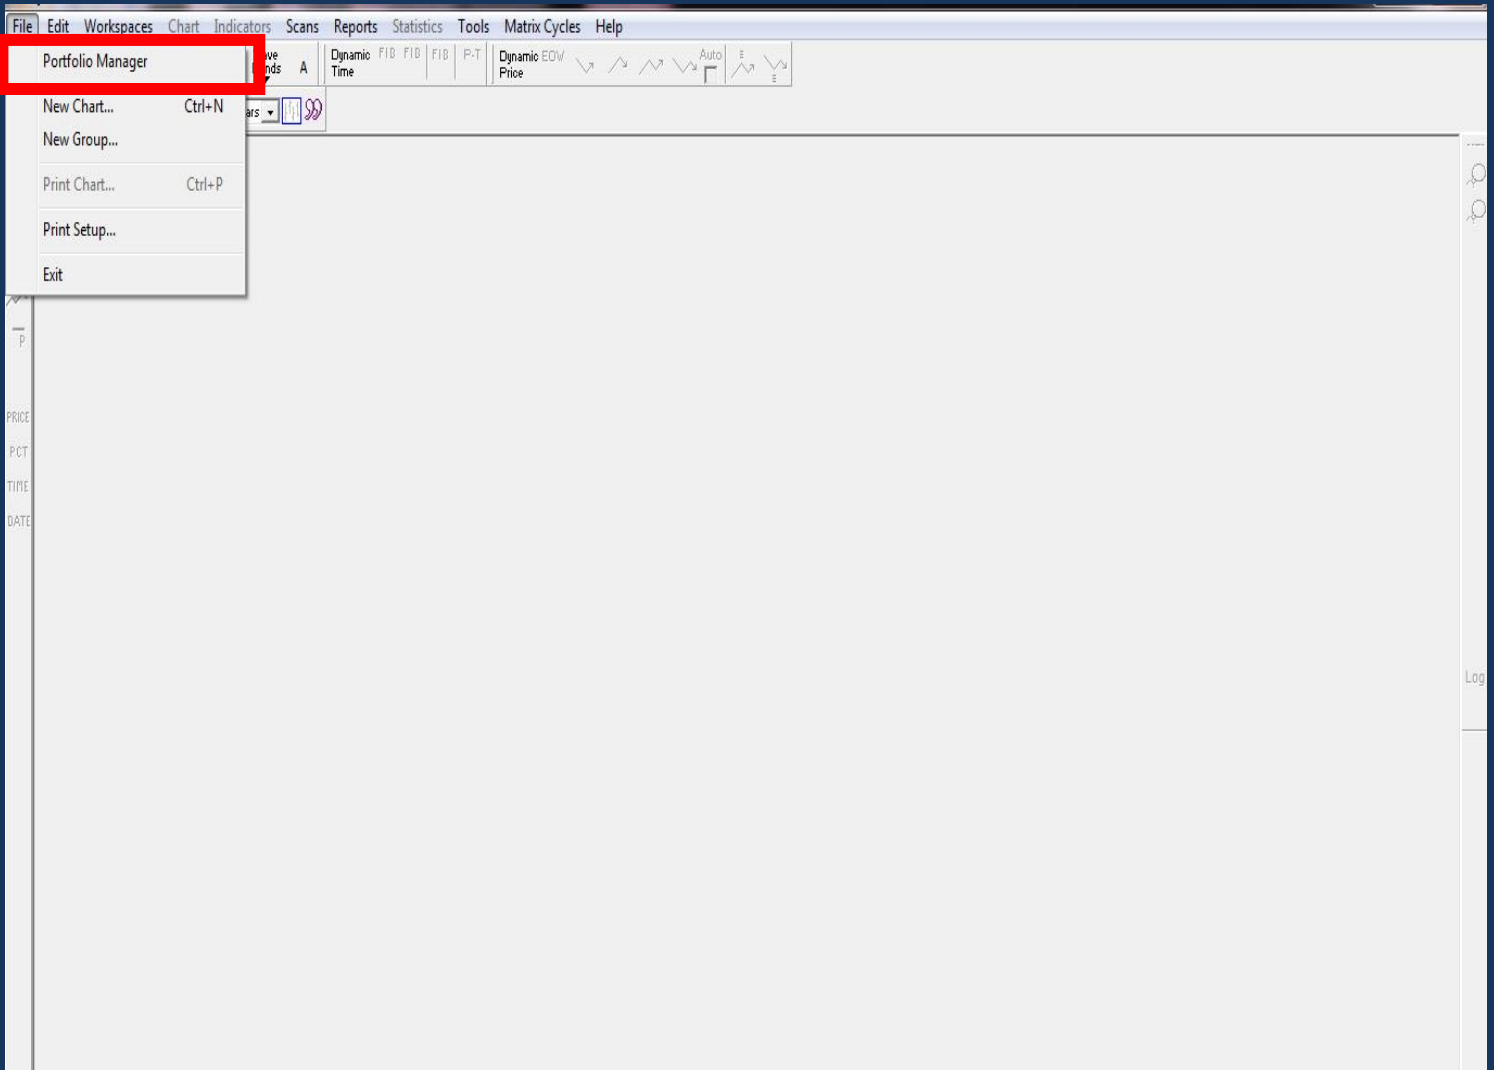 File Edit Workspaces Chart Indicators Scans Reports Statistics Tools Matrix Cycles Help
Portfolio Manager
A
Dynamic Time
FIB FIB FIB P-T
Dynamic Price
EOW
Auto
E
E
New Chart... Ctrl+N
New Group...
Print Chart... Ctrl+P
Print Setup...
Exit
P
PRICE
PCT
TIME
DATE
Log